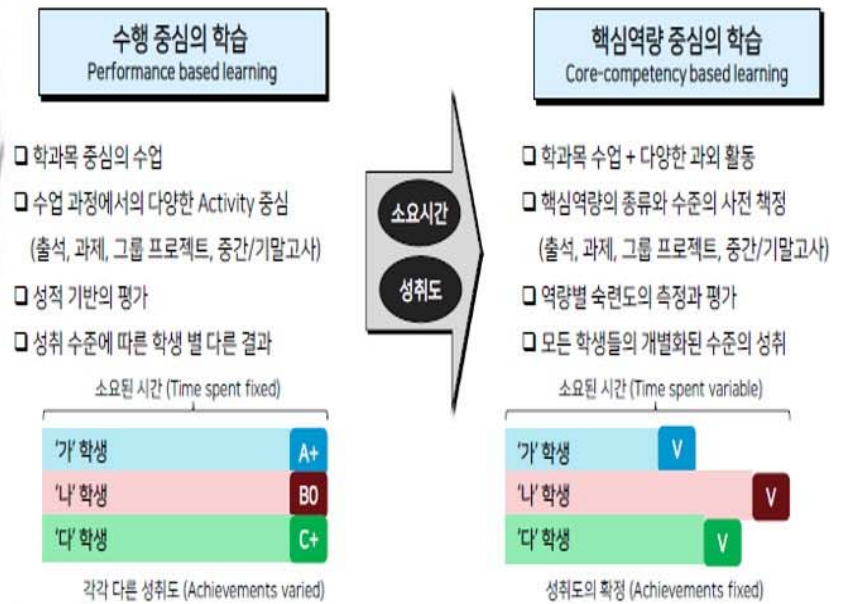 수행 중심의 학습
Performance based learning
❑ 학과목 중심의 수업
❑ 수업 과정에서의 다양한 Activity 중심
(출석, 과제, 그룹 프로젝트, 중간/기말고사)
❑ 성적 기반의 평가
❑ 성취 수준에 따른 학생 별 다른 결과
소요된 시간 (Time spent fixed)
'가' 학생 A+
'나' 학생 B0
'다' 학생 C+
각각 다른 성취도 (Achievements varied)
소요시간
성취도
핵심역량 중심의 학습
Core-competency based learning
❑ 학과목 수업 + 다양한 과외 활동
❑ 핵심역량의 종류와 수준의 사전 책정
(출석, 과제, 그룹 프로젝트, 중간/기말고사)
❑ 역량별 숙련도의 측정과 평가
❑ 모든 학생들의 개별화된 수준의 성취
소요된 시간 (Time spent variable)
'가' 학생 V
'나' 학생 V
'다' 학생 V
성취도의 확정 (Achievements fixed)